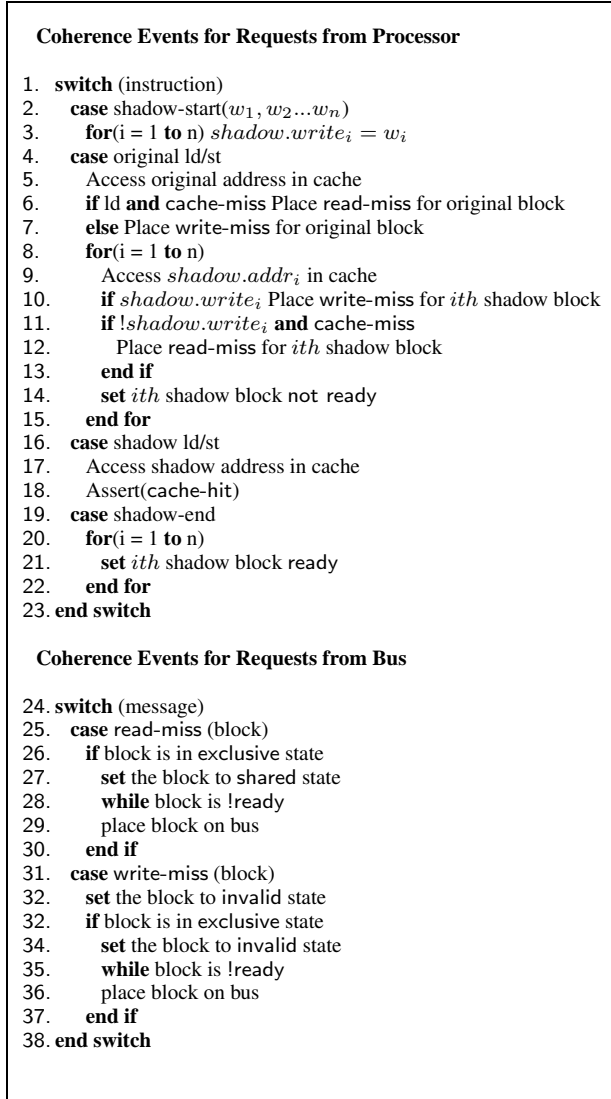 Coherence Events for Requests from Processor
1. switch (instruction)
2. case shadow-start(w₁, w₂...wₙ)
3. for(i = 1 to n) shadow.writeᵢ = wᵢ
4. case original ld/st
5. Access original address in cache
6. if ld and cache-miss Place read-miss for original block
7. else Place write-miss for original block
8. for(i = 1 to n)
9. Access shadow.addrᵢ in cache
10. if shadow.writeᵢ Place write-miss for ith shadow block
11. if !shadow.writeᵢ and cache-miss
12. Place read-miss for ith shadow block
13. end if
14. set ith shadow block not ready
15. end for
16. case shadow ld/st
17. Access shadow address in cache
18. Assert(cache-hit)
19. case shadow-end
20. for(i = 1 to n)
21. set ith shadow block ready
22. end for
23. end switch
Coherence Events for Requests from Bus
24. switch (message)
25. case read-miss (block)
26. if block is in exclusive state
27. set the block to shared state
28. while block is !ready
29. place block on bus
30. end if
31. case write-miss (block)
32. set the block to invalid state
32. if block is in exclusive state
34. set the block to invalid state
35. while block is !ready
36. place block on bus
37. end if
38. end switch